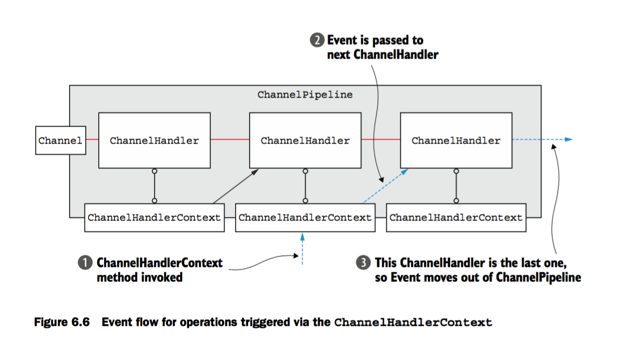 2 Event is passed to
next ChannelHandler
ChannelPipeline
Channel
ChannelHandler
ChannelHandler
ChannelHandler
ChannelHandlerContext
ChannelHandlerContext
ChannelHandlerContext
1 ChannelHandlerContext
method invoked
3 This ChannelHandler is the last one,
so Event moves out of ChannelPipeline
Figure 6.6 Event flow for operations triggered via the ChannelHandlerContext